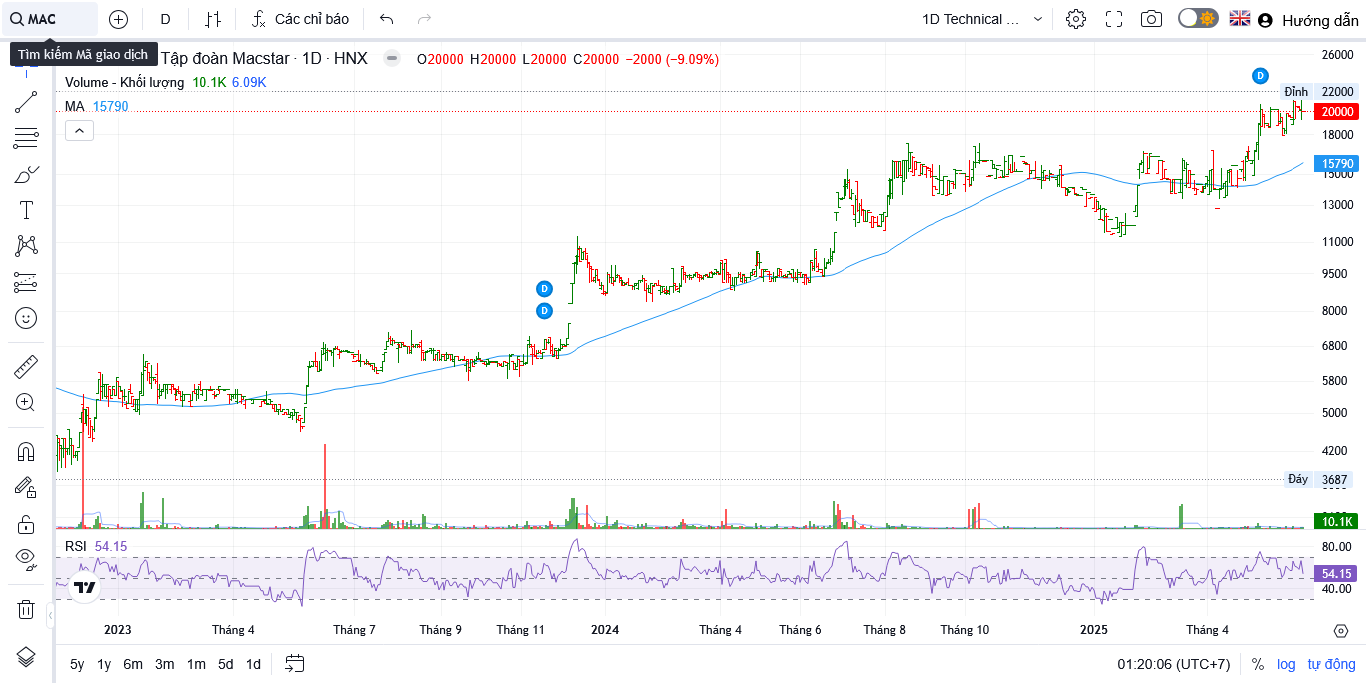 MAC
D
Các chỉ báo
1D Technical ...
Hướng dẫn
Tìm kiếm Mã giao dịch
Tập đoàn Macstar · 1D · HNX
O20000 H20000 L20000 C20000 −2000 (−9.09%)
Volume - Khối lượng 10.1K 6.09K
MA 15790
D
D
D
26000
Đỉnh 22000
20000
18000
15790
15000
13000
11000
9500
8000
6800
5800
5000
4200
Đáy 3687
10.1K
RSI 54.15
80.00
54.15
40.00
2023 Tháng 4 Tháng 7 Tháng 9 Tháng 11 2024 Tháng 4 Tháng 6 Tháng 8 Tháng 10 2025 Tháng 4
5y 1y 6m 3m 1m 5d 1d
01:20:06 (UTC+7) % log tự động